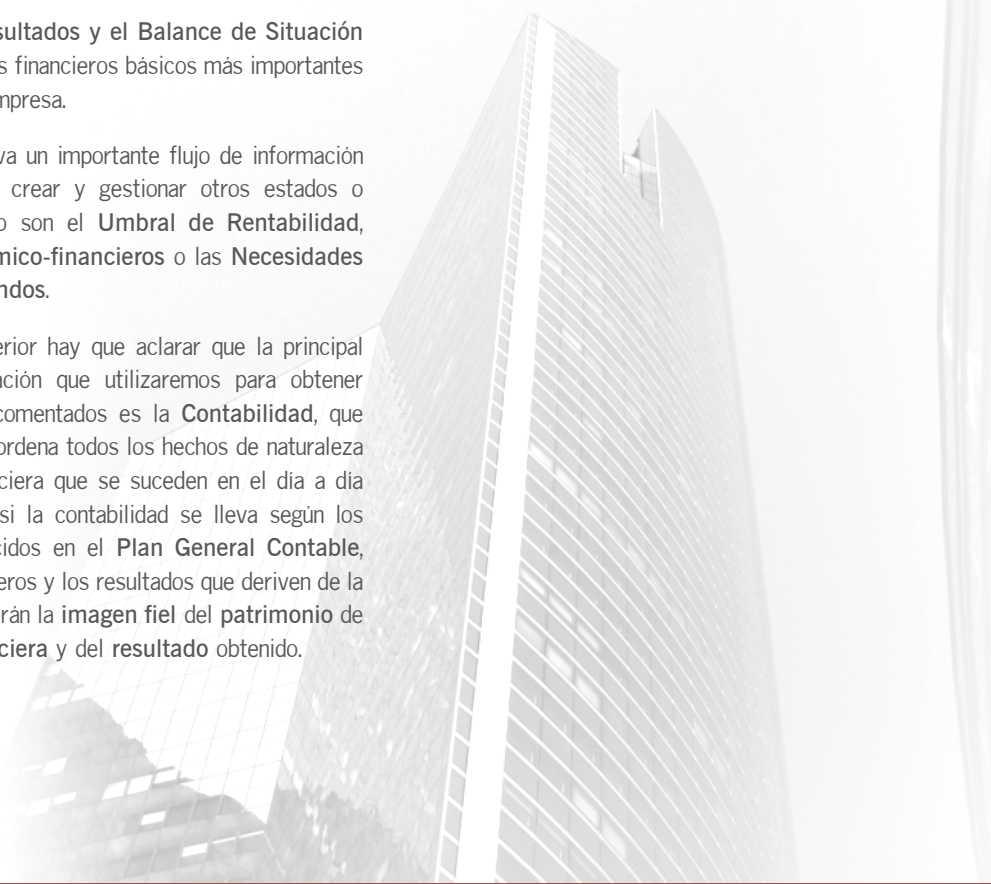 sultados y el Balance de Situación
s financieros básicos más importantes
mpresa.
va un importante flujo de información
crear y gestionar otros estados o
o son el Umbral de Rentabilidad,
mico-financieros o las Necesidades
ndos.
erior hay que aclarar que la principal
ación que utilizaremos para obtener
comentados es la Contabilidad, que
ordena todos los hechos de naturaleza
ciera que se suceden en el día a día
si la contabilidad se lleva según los
cidos en el Plan General Contable,
eros y los resultados que deriven de la
erán la imagen fiel del patrimonio de
ciera y del resultado obtenido.